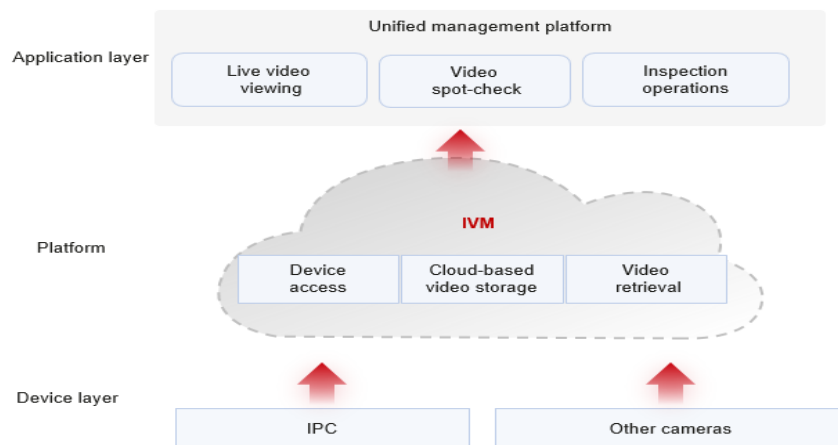 Unified management platform
Application layer
Live video
viewing
Video
spot-check
Inspection
operations
IVM
Platform
Device
access
Cloud-based
video storage
Video
retrieval
Device layer
IPC
Other cameras